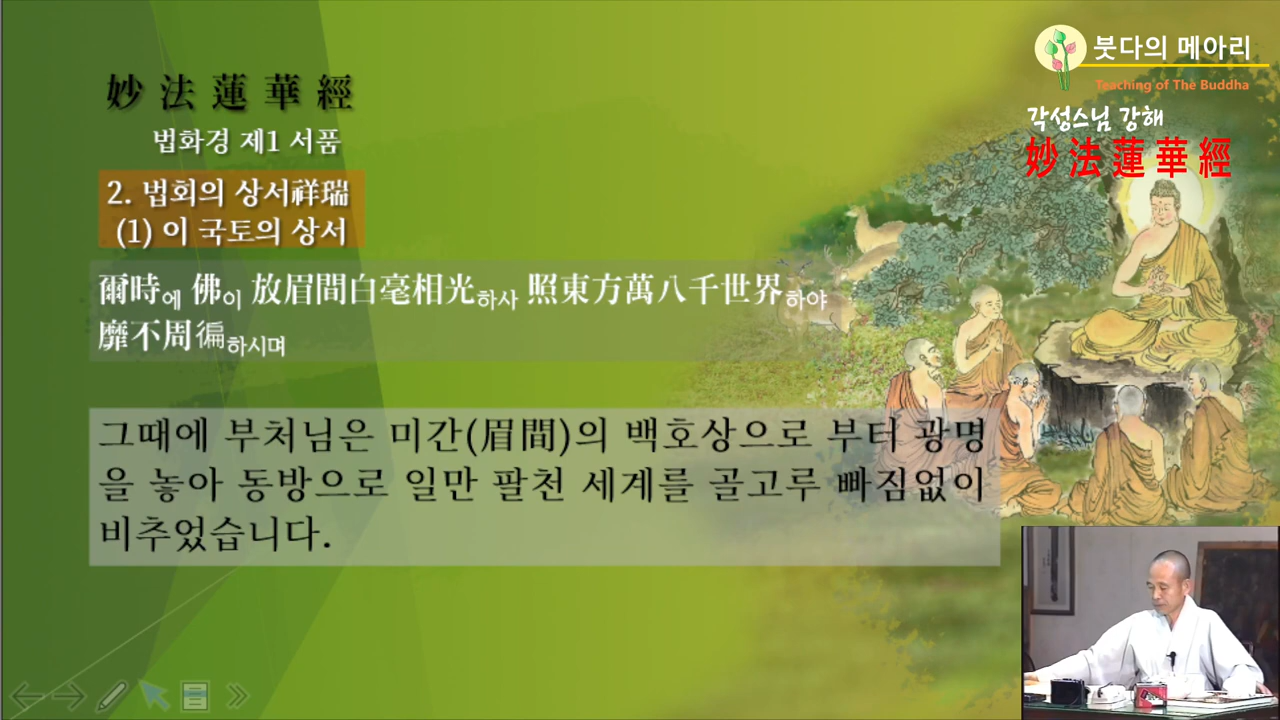 妙法蓮華經
법화경 제1 서품
2. 법회의 상서祥瑞
(1) 이 국토의 상서
爾時에 佛이 放眉間白毫相光하사 照東方萬八千世界하야
靡不周徧하시며
그때에 부처님은 미간(眉間)의 백호상으로 부터 광명
을 놓아 동방으로 일만 팔천 세계를 골고루 빠짐없이
비추었습니다.
붓다의 메아리
Teaching of The Buddha
각성스님 강해
妙法蓮華經